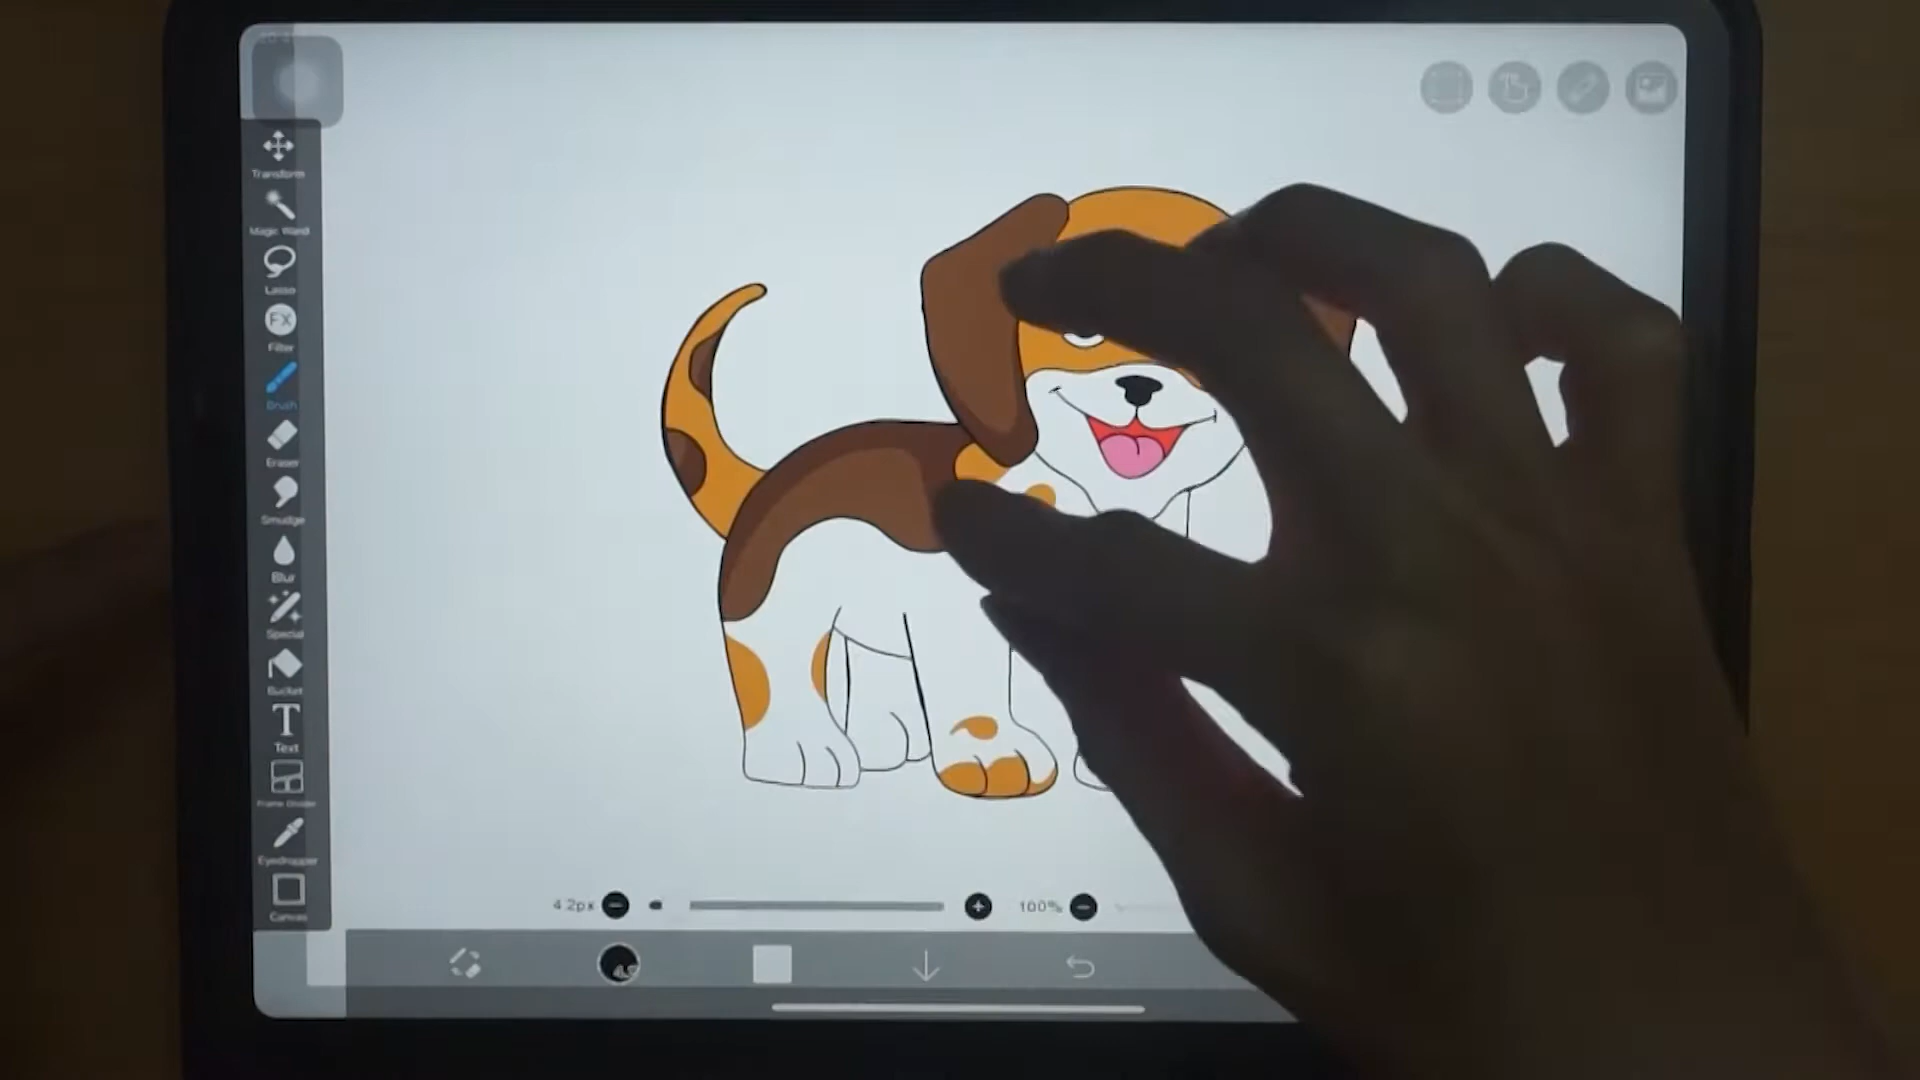 Transform
Magic Wand
Lasso
FX
Filter
Brush
Eraser
Smudge
Blur
Special
Bucket
T
Text
Frame Divider
Eyedropper
Canvas
4.2px
100%